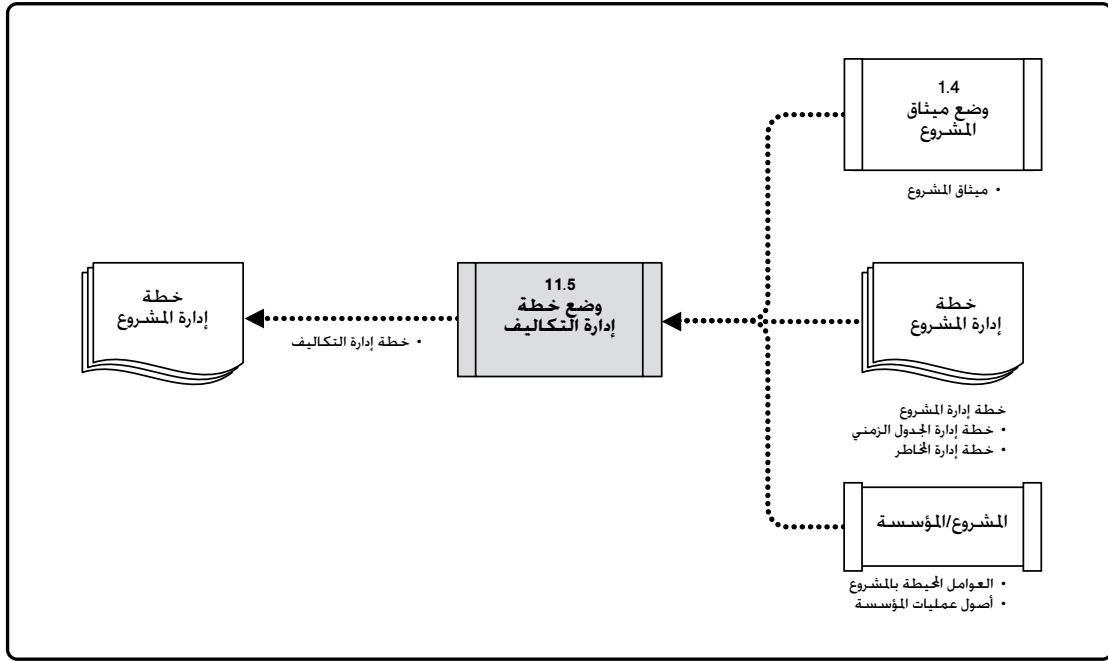 1.4
وضع ميثاق
المشروع
• ميثاق المشروع
خطة
إدارة المشروع
خطة إدارة المشروع
• خطة إدارة الجدول الزمني
• خطة إدارة المخاطر
المشروع/المؤسسة
• العوامل المحيطة بالمشروع
• أصول عمليات المؤسسة
11.5
وضع خطة
إدارة التكاليف
• خطة إدارة التكاليف
خطة
إدارة المشروع